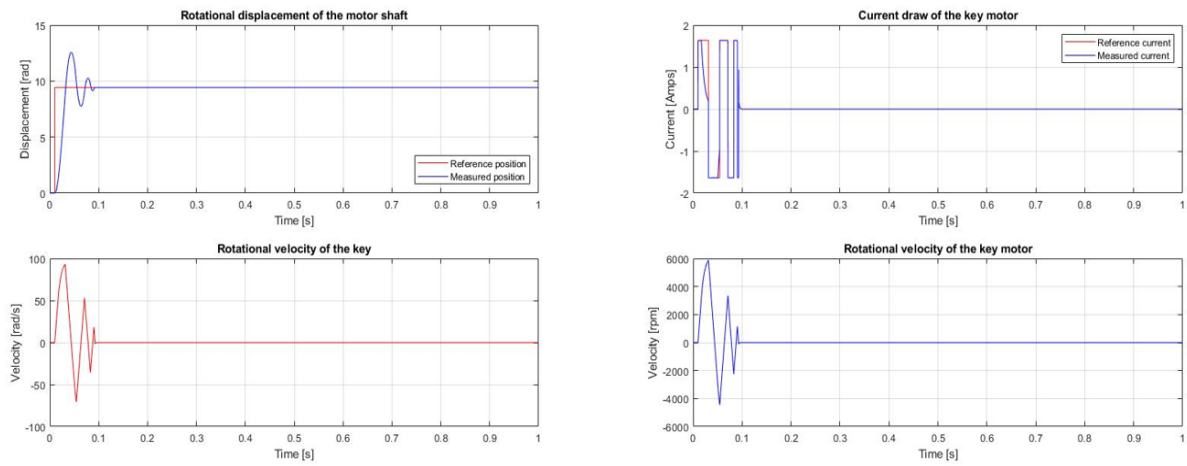 Rotational displacement of the motor shaft
15
10
5
0
Displacement [rad]
Reference position
Measured position
0 0.1 0.2 0.3 0.4 0.5 0.6 0.7 0.8 0.9 1
Time [s]
Current draw of the key motor
2
1
0
-1
-2
Current [Amps]
Reference current
Measured current
0 0.1 0.2 0.3 0.4 0.5 0.6 0.7 0.8 0.9 1
Time [s]
Rotational velocity of the key
100
50
0
-50
-100
Velocity [rad/s]
0 0.1 0.2 0.3 0.4 0.5 0.6 0.7 0.8 0.9 1
Time [s]
Rotational velocity of the key motor
6000
4000
2000
0
-2000
-4000
-6000
Velocity [rpm]
0 0.1 0.2 0.3 0.4 0.5 0.6 0.7 0.8 0.9 1
Time [s]